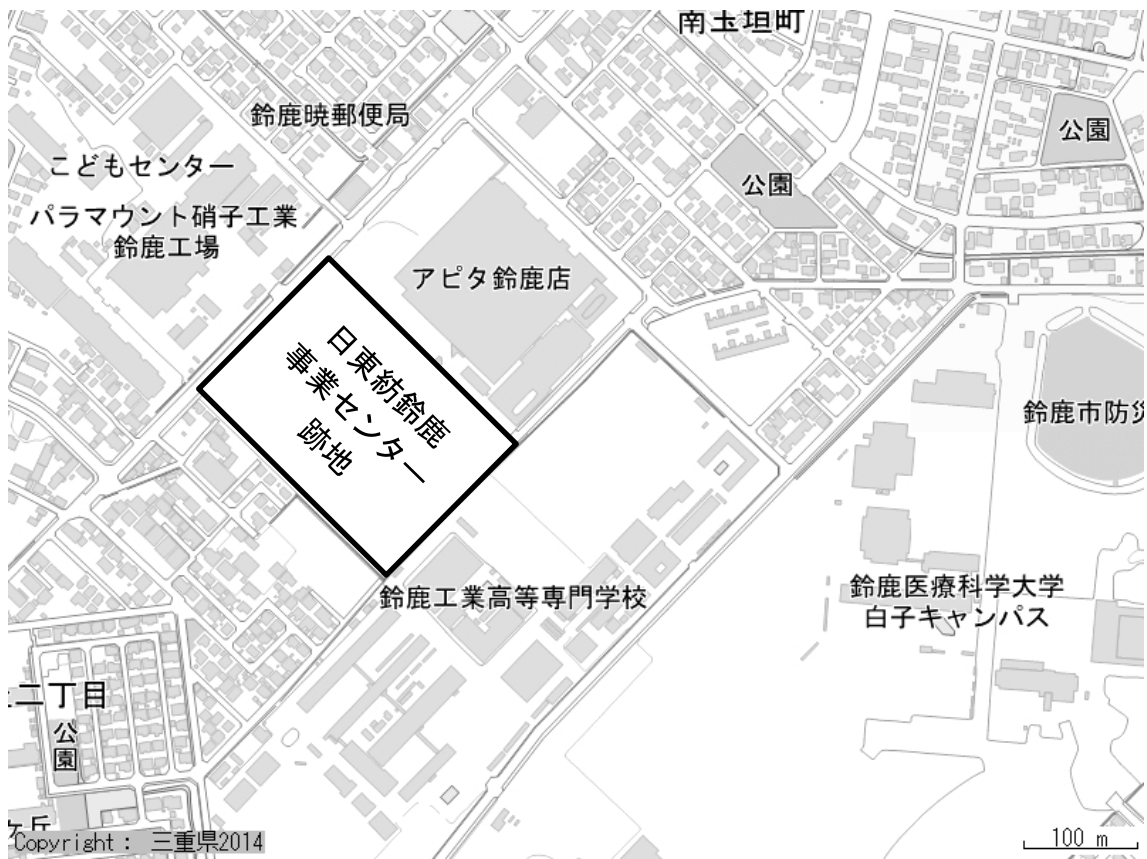 南玉垣町
鈴鹿暁郵便局
公園
こどもセンター
公園
パラマウント硝子工業
鈴鹿工場
アピタ鈴鹿店
日東紡鈴鹿
事業センター
跡地
鈴鹿市防災
鈴鹿工業高等専門学校
鈴鹿医療科学大学
白子キャンパス
二丁目
公園
ヶ丘
Copyright : 三重県2014
100 m